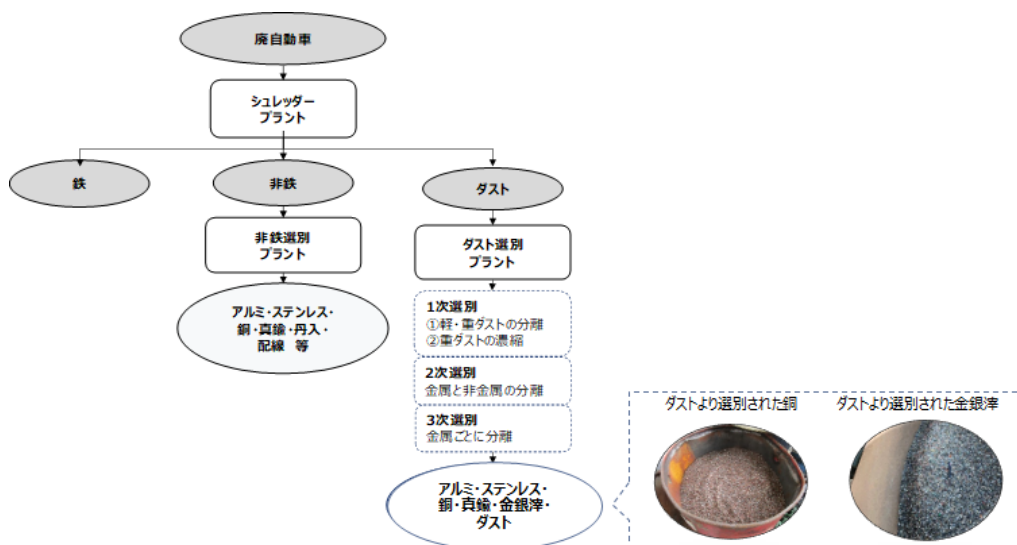 廃自動車
シュレッダー
プラント
鉄
非鉄
ダスト
非鉄選別
プラント
ダスト選別
プラント
アルミ・ステンレス・
銅・真鍮・丹入・
配線 等
1次選別
①軽・重ダストの分離
②重ダストの濃縮
2次選別
金属と非金属の分離
3次選別
金属ごとに分離
アルミ・ステンレス・
銅・真鍮・金銀滓・
ダスト
ダストより選別された銅
ダストより選別された金銀滓